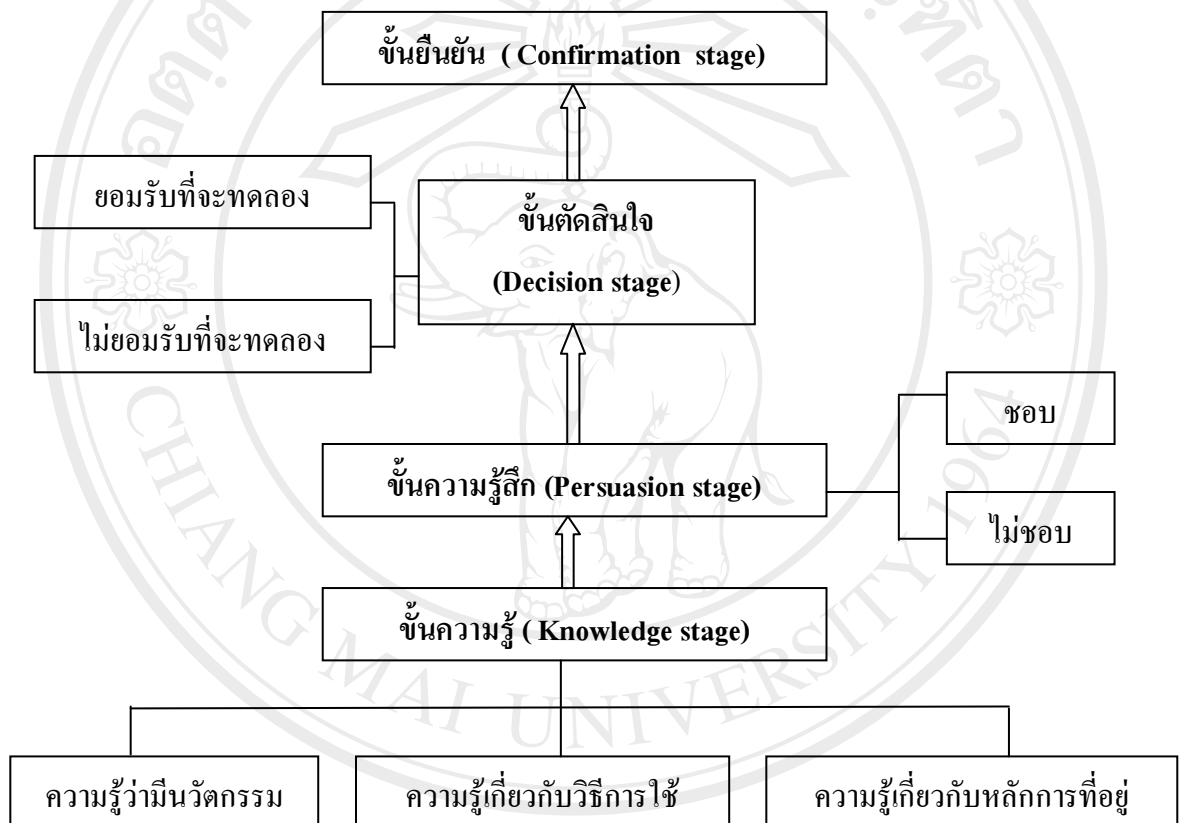 ขั้นยืนยัน ( Confirmation stage)
ยอมรับที่จะทดลอง
ขั้นตัดสินใจ
(Decision stage)
ไม่ยอมรับที่จะทดลอง
ชอบ
ขั้นความรู้สึก (Persuasion stage)
ไม่ชอบ
ขั้นความรู้ ( Knowledge stage)
ความรู้ว่ามีนวัตกรรม
ความรู้เกี่ยวกับวิธีการใช้
ความรู้เกี่ยวกับหลักการที่อยู่
CHIANG MAI UNIVERSITY 1964